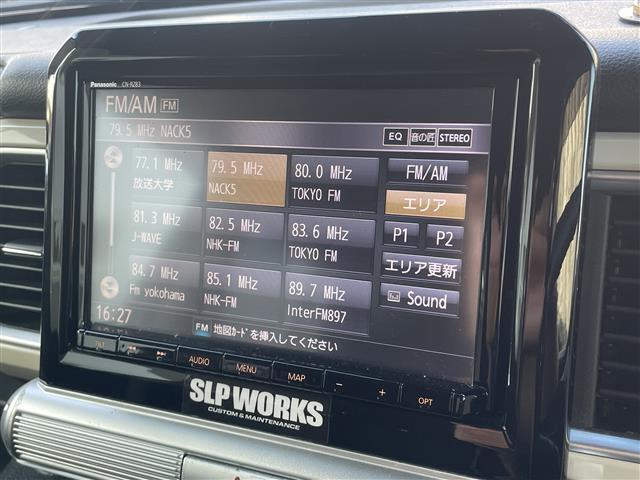 Panasonic CN-RZ83
FM/AM FM
79.5 MHz NACK5
EQ 音の匠 STEREO
77.1 MHz
放送大学
79.5 MHz
NACK5
80.0 MHz
TOKYO FM
FM/AM
エリア
81.3 MHz
J-WAVE
82.5 MHz
NHK-FM
83.6 MHz
TOKYO FM
P1 P2
エリア更新
84.7 MHz
Fm yokohama
85.1 MHz
NHK-FM
89.7 MHz
InterFM897
Sound
16:27
FM 地図ｶｰﾄﾞを挿入してください
TILT AUDIO MENU MAP - + OPT
SLP WORKS
CUSTOM & MAINTENANCE